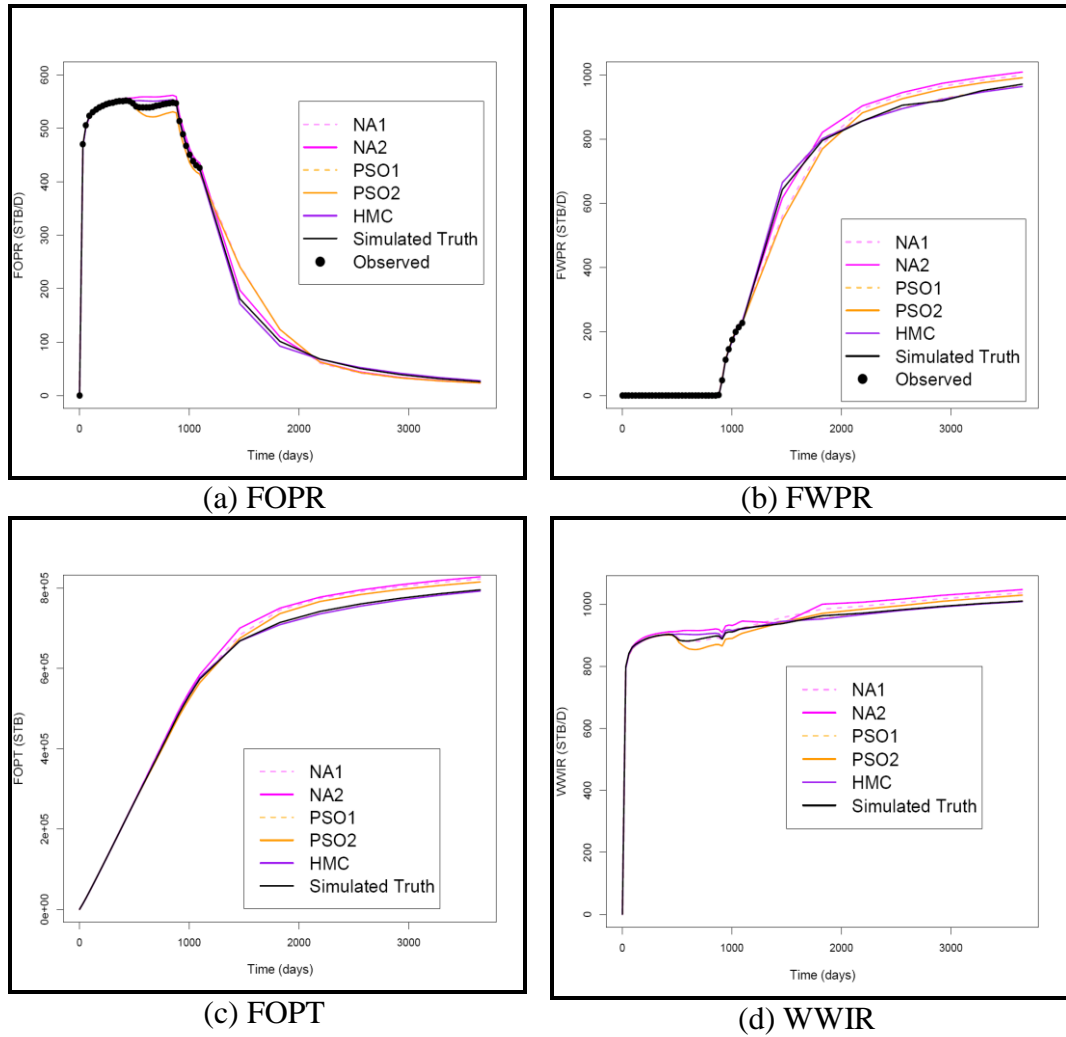 600
500
400
300
200
100
0
FOPR (STB/D)
NA1
NA2
PSO1
PSO2
HMC
Simulated Truth
Observed
0 1000 2000 3000
Time (days)
(a) FOPR
1000
800
600
400
200
0
FWPR (STB/D)
NA1
NA2
PSO1
PSO2
HMC
Simulated Truth
Observed
0 1000 2000 3000
Time (days)
(b) FWPR
8e+05
6e+05
4e+05
2e+05
0e+00
FOPT (STB)
NA1
NA2
PSO1
PSO2
HMC
Simulated Truth
0 1000 2000 3000
Time (days)
(c) FOPT
1000
800
600
400
200
0
WWIR (STB/D)
NA1
NA2
PSO1
PSO2
HMC
Simulated Truth
0 1000 2000 3000
Time (days)
(d) WWIR